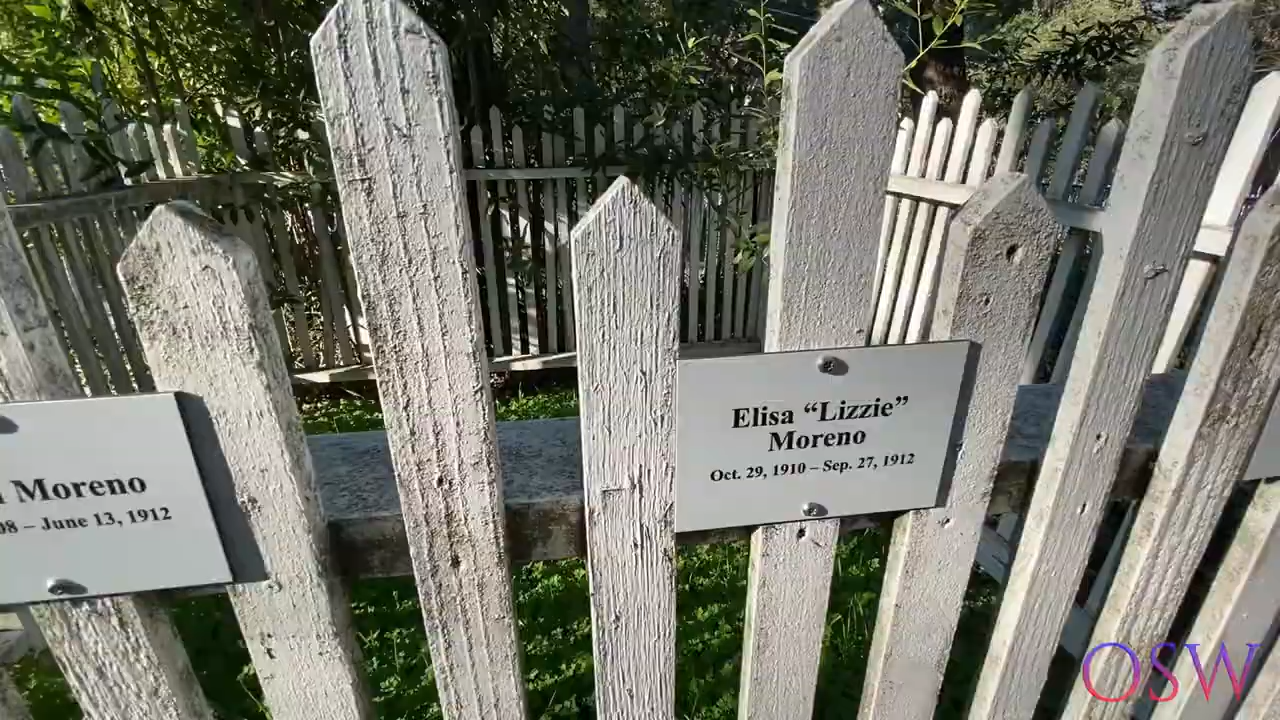 Moreno
08 – June 13, 1912
Elisa “Lizzie”
Moreno
Oct. 29, 1910 – Sep. 27, 1912
OSW